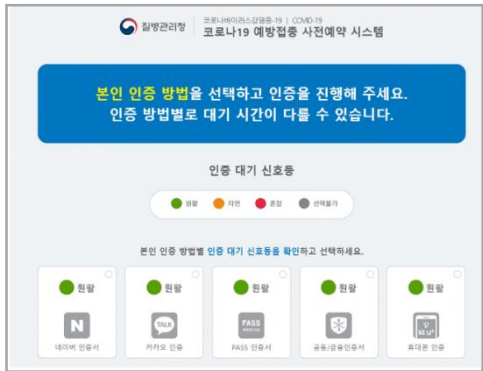 질병관리청
코로나바이러스감염증-19 | COVID-19
코로나19 예방접종 사전예약 시스템
본인 인증 방법을 선택하고 인증을 진행해 주세요.
인증 방법별로 대기 시간이 다를 수 있습니다.
인증 대기 신호등
원활 지연 혼잡 선택불가
본인 인증 방법별 인증 대기 신호등을 확인하고 선택하세요.
원활 원활 원활 원활 원활
N TALK PASS
네이버 인증서 카카오 인증 PASS 인증서 공동/금융인증서 휴대폰 인증